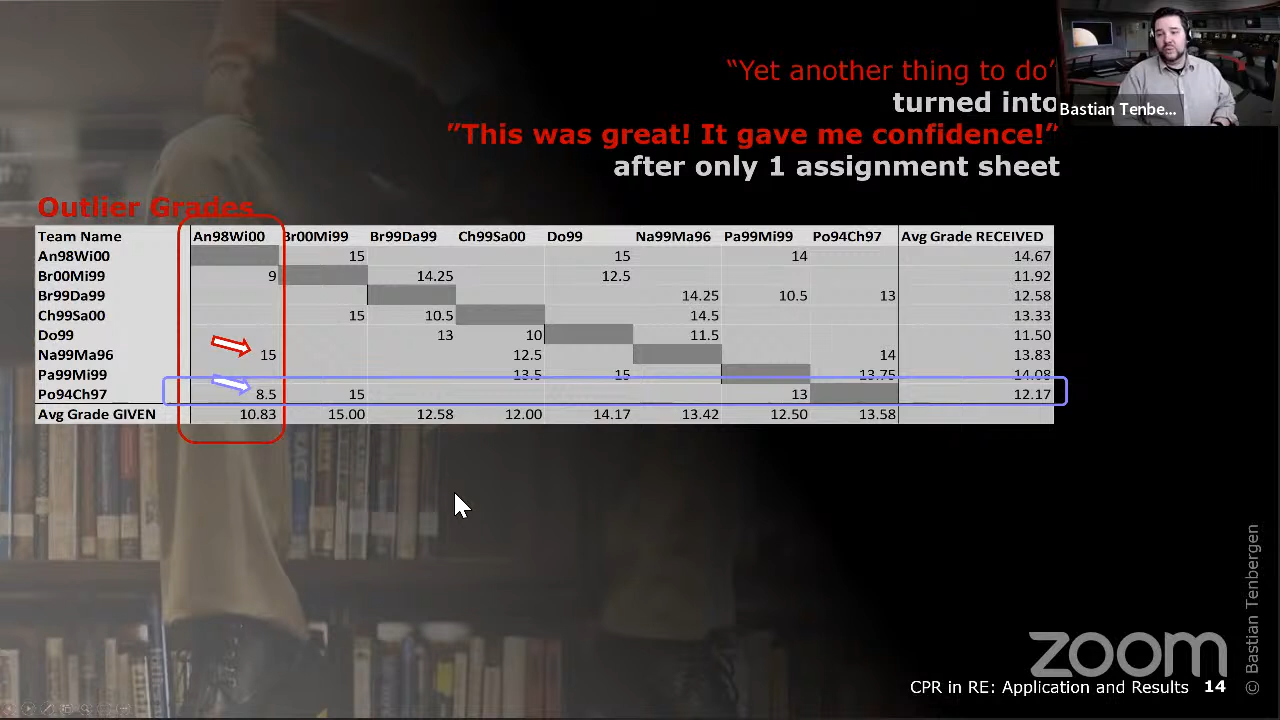 “Yet another thing to do”
turned into
”This was great! It gave me confidence!”
after only 1 assignment sheet
Bastian Tenbe...
Outlier Grades
Team Name An98Wi00 Br00Mi99 Br99Da99 Ch99Sa00 Do99 Na99Ma96 Pa99Mi99 Po94Ch97 Avg Grade RECEIVED
An98Wi00 15 15 14 14.67
Br00Mi99 9 14.25 12.5 11.92
Br99Da99 14.25 10.5 13 12.58
Ch99Sa00 15 10.5 14.5 13.33
Do99 13 10 11.5 11.50
Na99Ma96 15 12.5 14 13.83
Pa99Mi99 13.5 15 13.75 14.08
Po94Ch97 8.5 15 13 12.17
Avg Grade GIVEN 10.83 15.00 12.58 12.00 14.17 13.42 12.50 13.58
zoom
CPR in RE: Application and Results 14
© Bastian Tenbergen